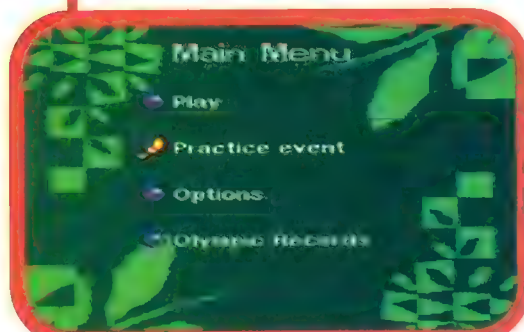 Main Menu
Play
Practice event
Options
Olympic Records